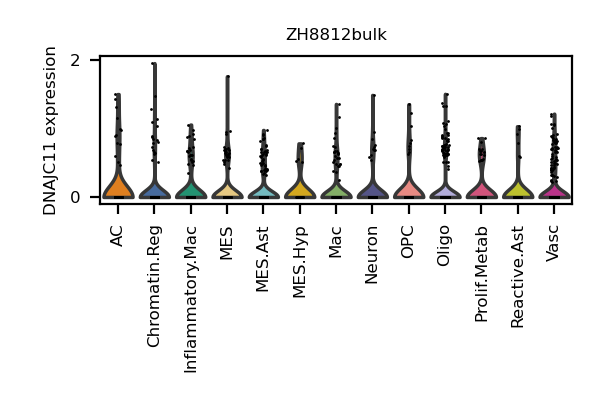 ZH8812bulk
DNAJC11 expression
2
0
AC
Chromatin.Reg
Inflammatory.Mac
MES
MES.Ast
MES.Hyp
Mac
Neuron
OPC
Oligo
Prolif.Metab
Reactive.Ast
Vasc